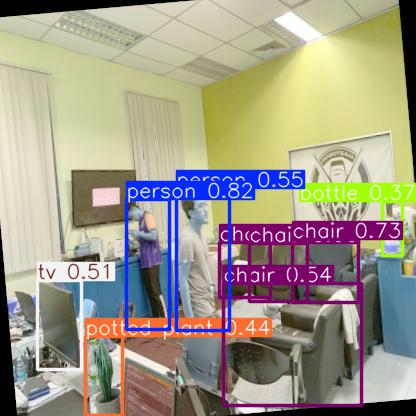 person 0.55
person 0.82
bottle 0.37
chair 0.73
tv 0.51
chair 0.54
potted plant 0.44